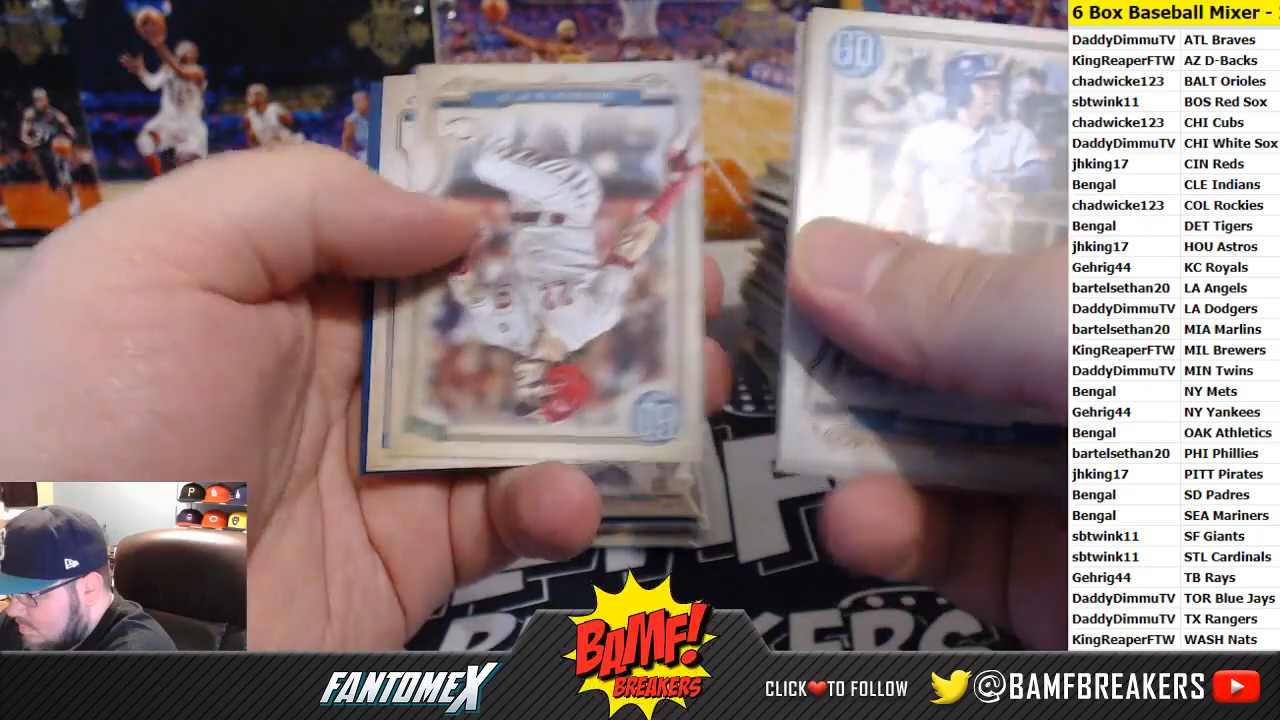 6 Box Baseball Mixer -
DaddyDimmuTV ATL Braves
KingReaperFTW AZ D-Backs
chadwicke123 BALT Orioles
sbtwink11 BOS Red Sox
chadwicke123 CHI Cubs
DaddyDimmuTV CHI White Sox
jhking17 CIN Reds
Bengal CLE Indians
chadwicke123 COL Rockies
Bengal DET Tigers
jhking17 HOU Astros
Gehrig44 KC Royals
bartelsethan20 LA Angels
DaddyDimmuTV LA Dodgers
bartelsethan20 MIA Marlins
KingReaperFTW MIL Brewers
DaddyDimmuTV MIN Twins
Bengal NY Mets
Gehrig44 NY Yankees
Bengal OAK Athletics
bartelsethan20 PHI Phillies
jhking17 PITT Pirates
Bengal SD Padres
Bengal SEA Mariners
sbtwink11 SF Giants
sbtwink11 STL Cardinals
Gehrig44 TB Rays
DaddyDimmuTV TOR Blue Jays
DaddyDimmuTV TX Rangers
KingReaperFTW WASH Nats
GQ
22
FANTOMEX
BAMF!
BREAKERS
CLICK TO FOLLOW
@BAMFBREAKERS